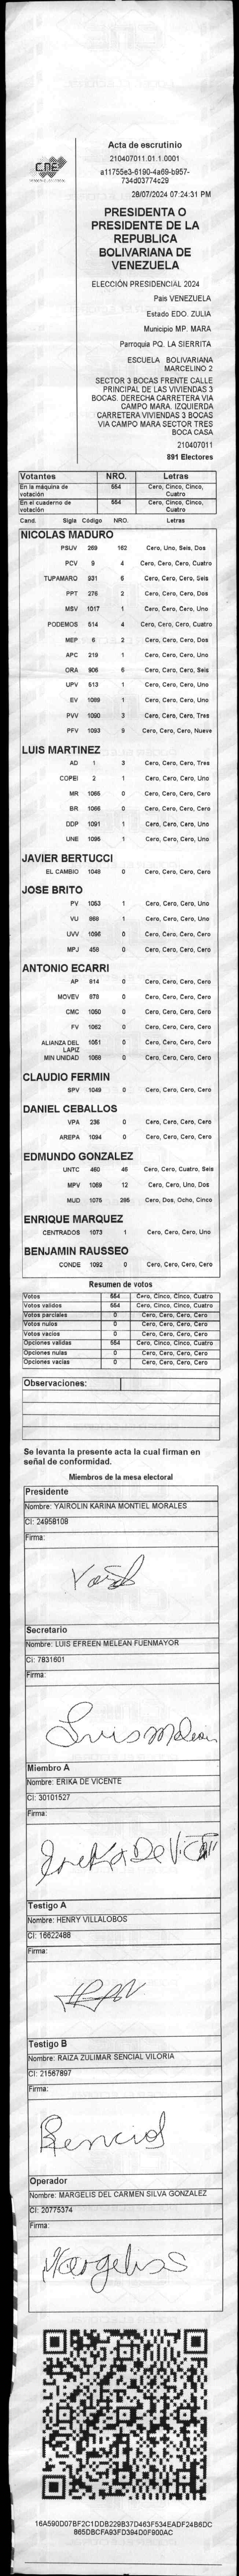 CNE
Acta de escrutinio
210407011.01.1.0001
a11755e3-6190-4a69-b957-
734d03774c29
28/07/2024 07:24:31 PM
PRESIDENTA O
PRESIDENTE DE LA
REPUBLICA
BOLIVARIANA DE
VENEZUELA
ELECCIÓN PRESIDENCIAL 2024
País VENEZUELA
Estado EDO. ZULIA
Municipio MP. MARA
Parroquia PQ. LA SIERRITA
ESCUELA BOLIVARIANA
MARCELINO 2
SECTOR 3 BOCAS FRENTE CALLE
PRINCIPAL DE LAS VIVIENDAS 3
BOCAS. DERECHA CARRETERA VIA
CAMPO MARA. IZQUIERDA
CARRETERA VIVIENDAS 3 BOCAS
VIA CAMPO MARA SECTOR TRES
BOCA CASA
210407011
891 Electores
Votantes NRO. Letras
En la máquina de votación 554 Cero, Cinco, Cinco, Cuatro
En el cuaderno de votación 554 Cero, Cinco, Cinco, Cuatro
Cand. Sigla Código NRO. Letras
NICOLAS MADURO
PSUV 269 162 Cero, Uno, Seis, Dos
PCV 9 4 Cero, Cero, Cero, Cuatro
TUPAMARO 931 6 Cero, Cero, Cero, Seis
PPT 276 2 Cero, Cero, Cero, Dos
MSV 1017 1 Cero, Cero, Cero, Uno
PODEMOS 514 4 Cero, Cero, Cero, Cuatro
MEP 6 2 Cero, Cero, Cero, Dos
APC 219 1 Cero, Cero, Cero, Uno
ORA 906 6 Cero, Cero, Cero, Seis
UPV 513 1 Cero, Cero, Cero, Uno
EV 1089 1 Cero, Cero, Cero, Uno
PVV 1090 3 Cero, Cero, Cero, Tres
PFV 1093 9 Cero, Cero, Cero, Nueve
LUIS MARTINEZ
AD 1 3 Cero, Cero, Cero, Tres
COPEI 2 1 Cero, Cero, Cero, Uno
MR 1065 0 Cero, Cero, Cero, Cero
BR 1066 0 Cero, Cero, Cero, Cero
DDP 1091 1 Cero, Cero, Cero, Uno
UNE 1095 1 Cero, Cero, Cero, Uno
JAVIER BERTUCCI
EL CAMBIO 1048 0 Cero, Cero, Cero, Cero
JOSE BRITO
PV 1053 1 Cero, Cero, Cero, Uno
VU 868 1 Cero, Cero, Cero, Uno
UVV 1096 0 Cero, Cero, Cero, Cero
MPJ 458 0 Cero, Cero, Cero, Cero
ANTONIO ECARRI
AP 814 0 Cero, Cero, Cero, Cero
MOVEV 878 0 Cero, Cero, Cero, Cero
CMC 1050 0 Cero, Cero, Cero, Cero
FV 1062 0 Cero, Cero, Cero, Cero
ALIANZA DEL LAPIZ 1051 0 Cero, Cero, Cero, Cero
MIN UNIDAD 1068 0 Cero, Cero, Cero, Cero
CLAUDIO FERMIN
SPV 1049 0 Cero, Cero, Cero, Cero
DANIEL CEBALLOS
VPA 236 0 Cero, Cero, Cero, Cero
AREPA 1094 0 Cero, Cero, Cero, Cero
EDMUNDO GONZALEZ
UNTC 460 46 Cero, Cero, Cuatro, Seis
MPV 1069 12 Cero, Cero, Uno, Dos
MUD 1075 285 Cero, Dos, Ocho, Cinco
ENRIQUE MARQUEZ
CENTRADOS 1073 1 Cero, Cero, Cero, Uno
BENJAMIN RAUSSEO
CONDE 1092 0 Cero, Cero, Cero, Cero
Resumen de votos
Votos 554 Cero, Cinco, Cinco, Cuatro
Votos validos 554 Cero, Cinco, Cinco, Cuatro
Votos parciales 0 Cero, Cero, Cero, Cero
Votos nulos 0 Cero, Cero, Cero, Cero
Votos vacios 0 Cero, Cero, Cero, Cero
Opciones validas 554 Cero, Cinco, Cinco, Cuatro
Opciones nulas 0 Cero, Cero, Cero, Cero
Opciones vacias 0 Cero, Cero, Cero, Cero
Observaciones:
Se levanta la presente acta la cual firman en
señal de conformidad.
Miembros de la mesa electoral
Presidente
Nombre: YAIROLIN KARINA MONTIEL MORALES
CI: 24958108
Firma:
Secretario
Nombre: LUIS EFREEN MELEAN FUENMAYOR
CI: 7831601
Firma:
Luis Melean
Miembro A
Nombre: ERIKA DE VICENTE
CI: 30101527
Firma:
Testigo A
Nombre: HENRY VILLALOBOS
CI: 16622488
Firma:
Testigo B
Nombre: RAIZA ZULIMAR SENCIAL VILORIA
CI: 21567897
Firma:
Sencial
Operador
Nombre: MARGELIS DEL CARMEN SILVA GONZALEZ
CI: 20775374
Firma:
Margelis
16A590D07BF2C1DDB229B37D463F534EADF24B6DC
865DBCFA93FD394D0F900AC